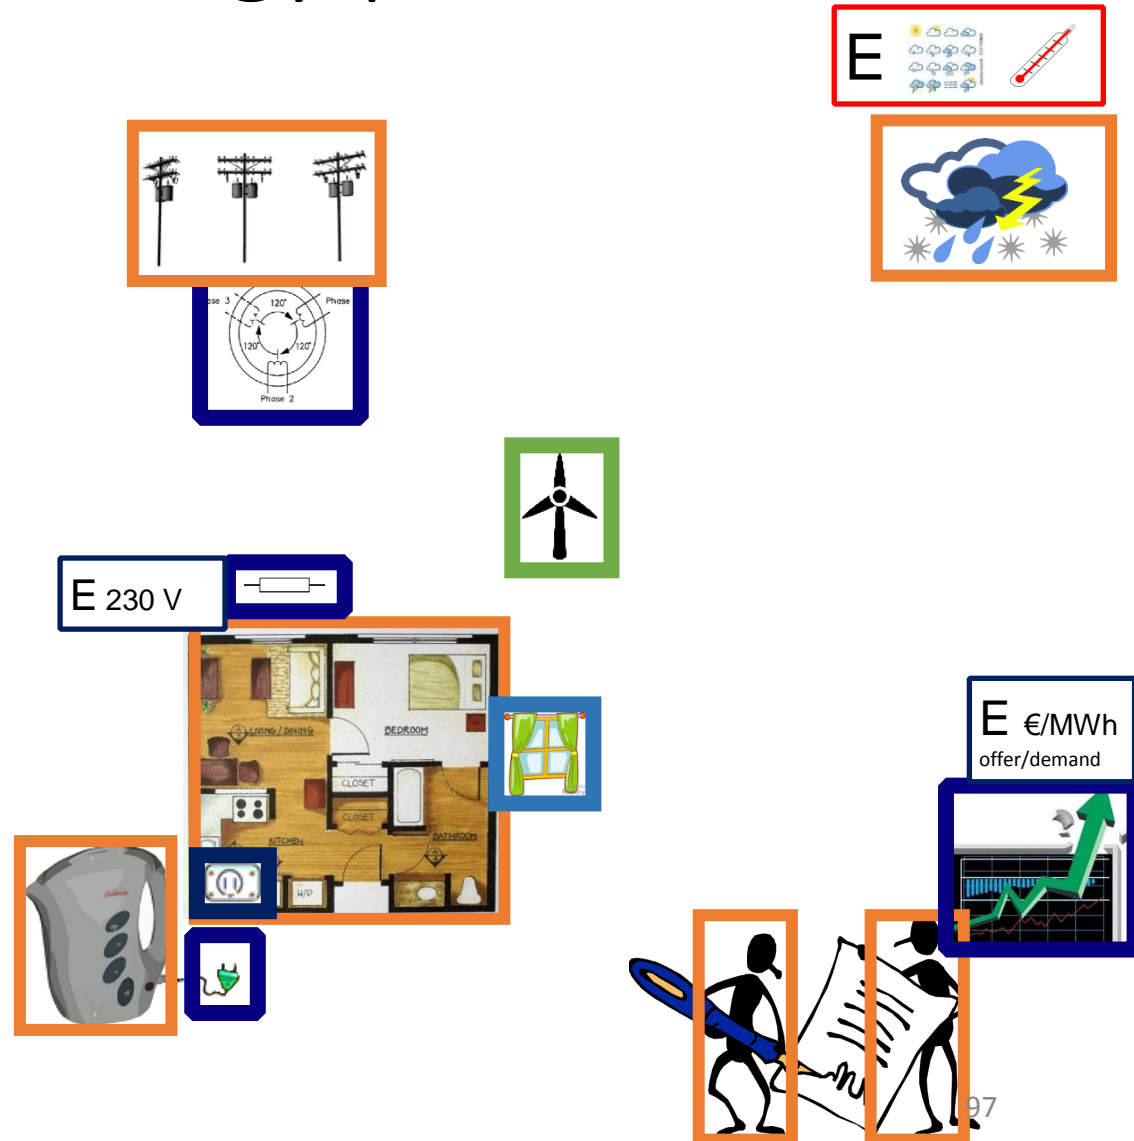 E
ase 3
120°
Phase
120°
120°
Phase 2
E 230 V
LIVING / DINING
BEDROOM
CLOSET
CLOSET
KITCHEN
BATHROOM
W/D
E €/MWh
offer/demand
97